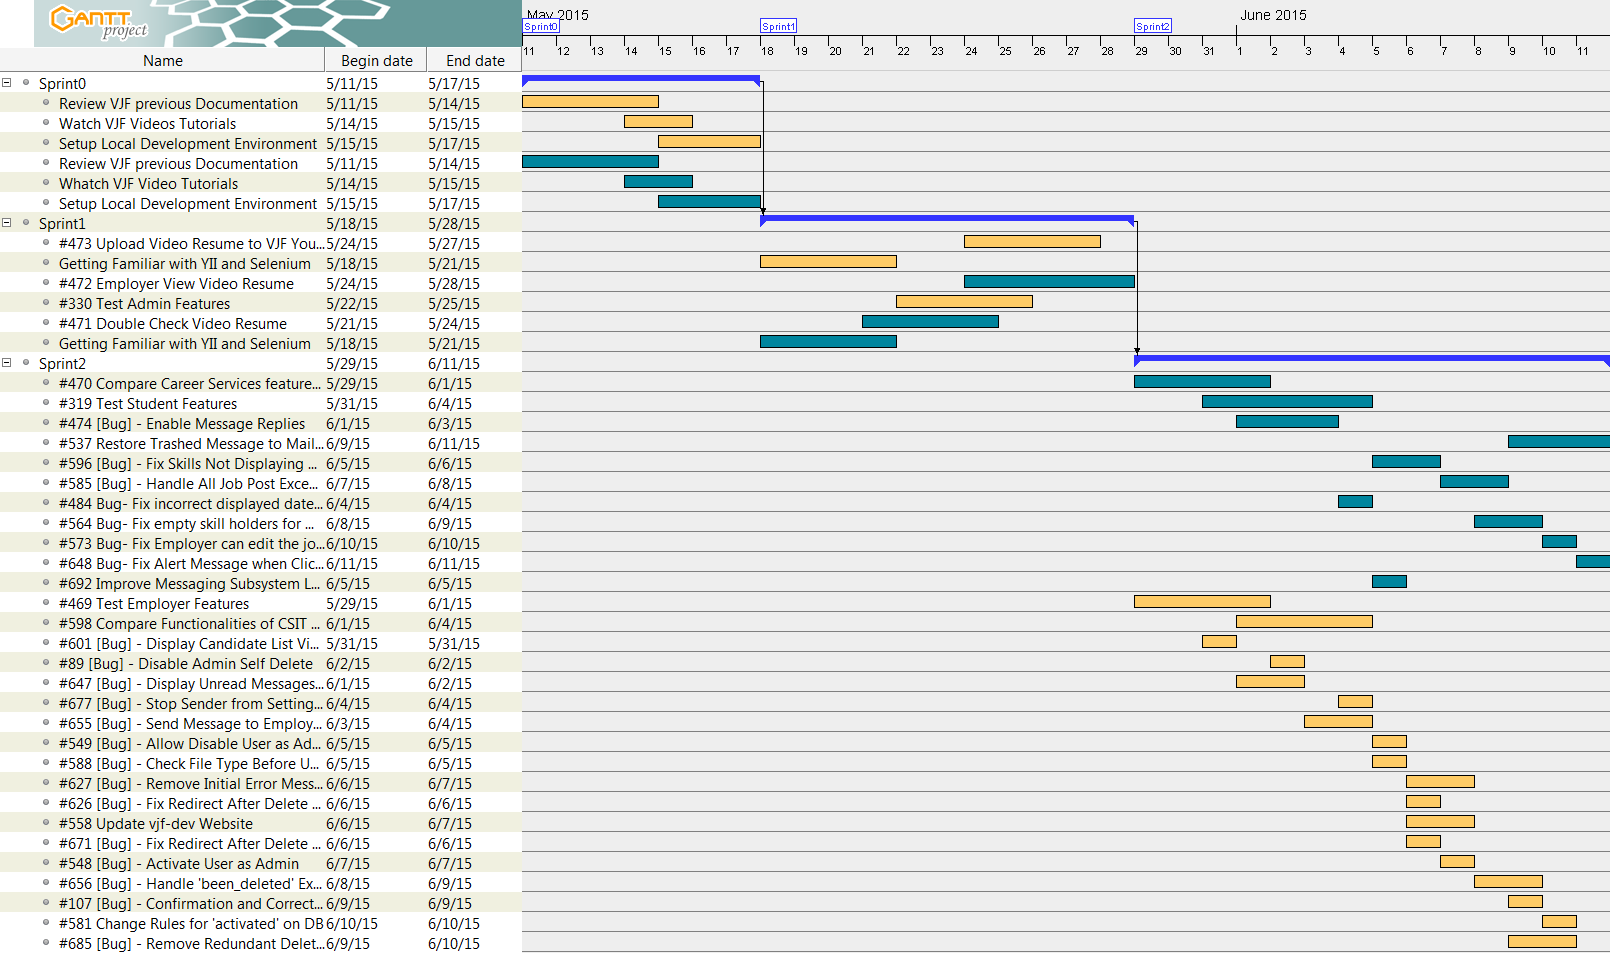 GANTT
project
May 2015
June 2015
Sprint0
Sprint1
Sprint2
11 12 13 14 15 16 17 18 19 20 21 22 23 24 25 26 27 28 29 30 31 1 2 3 4 5 6 7 8 9 10 11
Name Begin date End date
Sprint0 5/11/15 5/17/15
Review VJF previous Documentation 5/11/15 5/14/15
Watch VJF Videos Tutorials 5/14/15 5/15/15
Setup Local Development Environment 5/15/15 5/17/15
Review VJF previous Documentation 5/11/15 5/14/15
Whatch VJF Video Tutorials 5/14/15 5/15/15
Setup Local Development Environment 5/15/15 5/17/15
Sprint1 5/18/15 5/28/15
#473 Upload Video Resume to VJF You... 5/24/15 5/27/15
Getting Familiar with YII and Selenium 5/18/15 5/21/15
#472 Employer View Video Resume 5/24/15 5/28/15
#330 Test Admin Features 5/22/15 5/25/15
#471 Double Check Video Resume 5/21/15 5/24/15
Getting Familiar with YII and Selenium 5/18/15 5/21/15
Sprint2 5/29/15 6/11/15
#470 Compare Career Services feature... 5/29/15 6/1/15
#319 Test Student Features 5/31/15 6/4/15
#474 [Bug] - Enable Message Replies 6/1/15 6/3/15
#537 Restore Trashed Message to Mail... 6/9/15 6/11/15
#596 [Bug] - Fix Skills Not Displaying ... 6/5/15 6/6/15
#585 [Bug] - Handle All Job Post Exce... 6/7/15 6/8/15
#484 Bug- Fix incorrect displayed date... 6/4/15 6/4/15
#564 Bug- Fix empty skill holders for ... 6/8/15 6/9/15
#573 Bug- Fix Employer can edit the jo... 6/10/15 6/10/15
#648 Bug- Fix Alert Message when Clic... 6/11/15 6/11/15
#692 Improve Messaging Subsystem L... 6/5/15 6/5/15
#469 Test Employer Features 5/29/15 6/1/15
#598 Compare Functionalities of CSIT ... 6/1/15 6/4/15
#601 [Bug] - Display Candidate List Vi... 5/31/15 5/31/15
#89 [Bug] - Disable Admin Self Delete 6/2/15 6/2/15
#647 [Bug] - Display Unread Messages... 6/1/15 6/2/15
#677 [Bug] - Stop Sender from Setting... 6/4/15 6/4/15
#655 [Bug] - Send Message to Employ... 6/3/15 6/4/15
#549 [Bug] - Allow Disable User as Ad... 6/5/15 6/5/15
#588 [Bug] - Check File Type Before U... 6/5/15 6/5/15
#627 [Bug] - Remove Initial Error Mess... 6/6/15 6/7/15
#626 [Bug] - Fix Redirect After Delete ... 6/6/15 6/6/15
#558 Update vjf-dev Website 6/6/15 6/7/15
#671 [Bug] - Fix Redirect After Delete ... 6/6/15 6/6/15
#548 [Bug] - Activate User as Admin 6/7/15 6/7/15
#656 [Bug] - Handle 'been_deleted' Ex... 6/8/15 6/9/15
#107 [Bug] - Confirmation and Correct... 6/9/15 6/9/15
#581 Change Rules for 'activated' on DB 6/10/15 6/10/15
#685 [Bug] - Remove Redundant Delet... 6/9/15 6/10/15